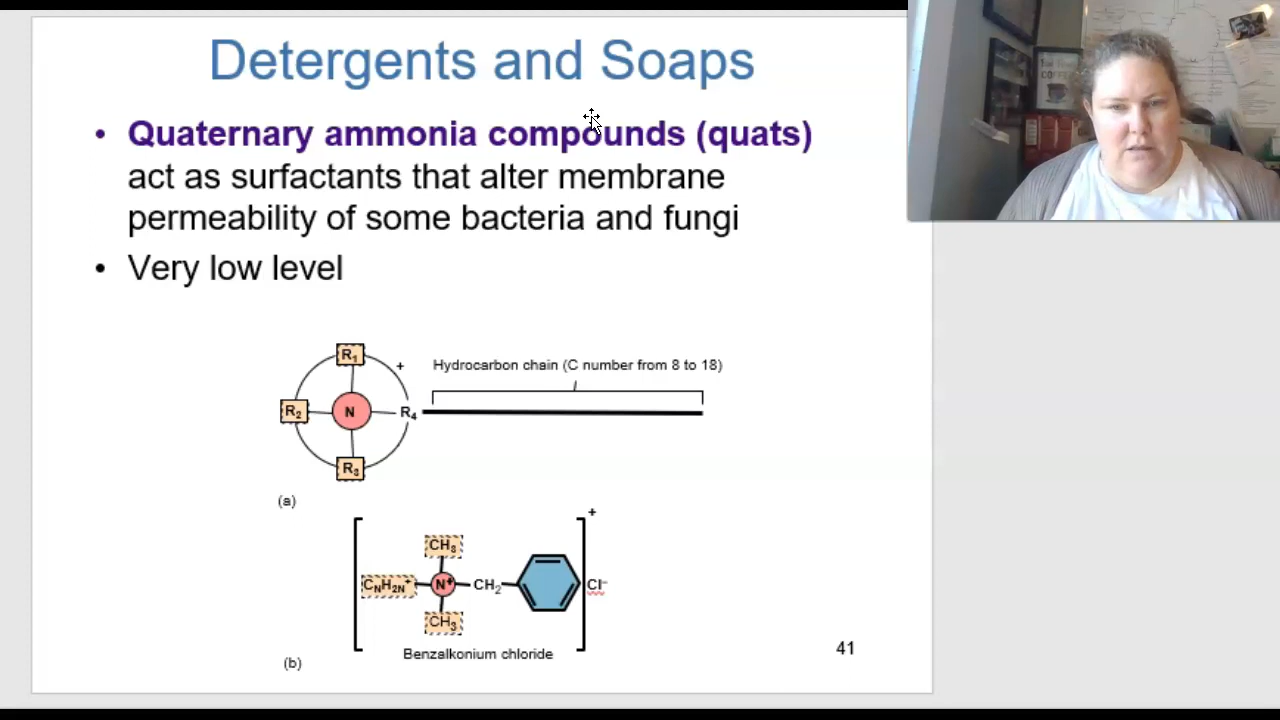 Detergents and Soaps
• Quaternary ammonia compounds (quats)
act as surfactants that alter membrane
permeability of some bacteria and fungi
• Very low level
R₁
+
Hydrocarbon chain (C number from 8 to 18)
R₂ N R₄
R₃
(a)
+
CH₃
CₙH₂ₙ⁺ N⁺ CH₂ Cl⁻
CH₃
Benzalkonium chloride
(b)
41
COFFEE